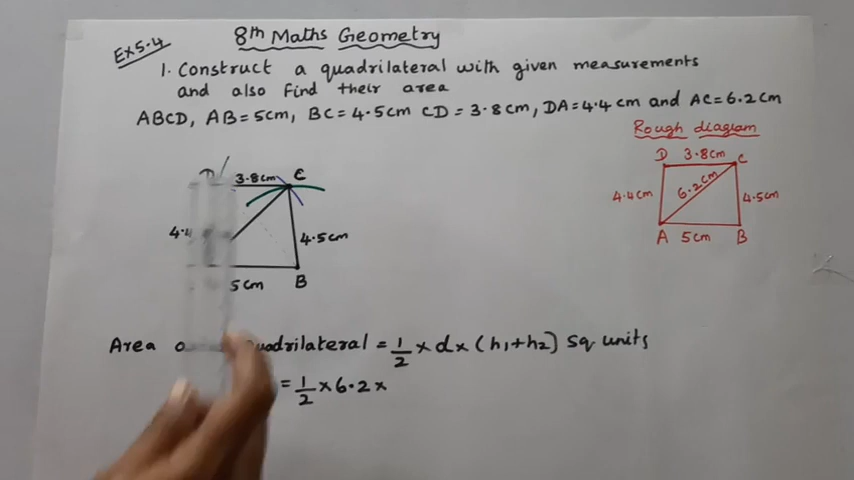 Ex 5.4
8th Maths Geometry
1. Construct a quadrilateral with given measurements
and also find their area
ABCD, AB = 5cm, BC = 4.5cm CD = 3.8cm, DA = 4.4cm and AC = 6.2cm
Rough diagram
D 3.8cm C
4.4cm 6.2cm 4.5cm
A 5cm B
3.8cm C
4.5cm
5cm B
Area quadrilateral = 1/2 × d × (h1+h2) Sq units
= 1/2 × 6.2 ×